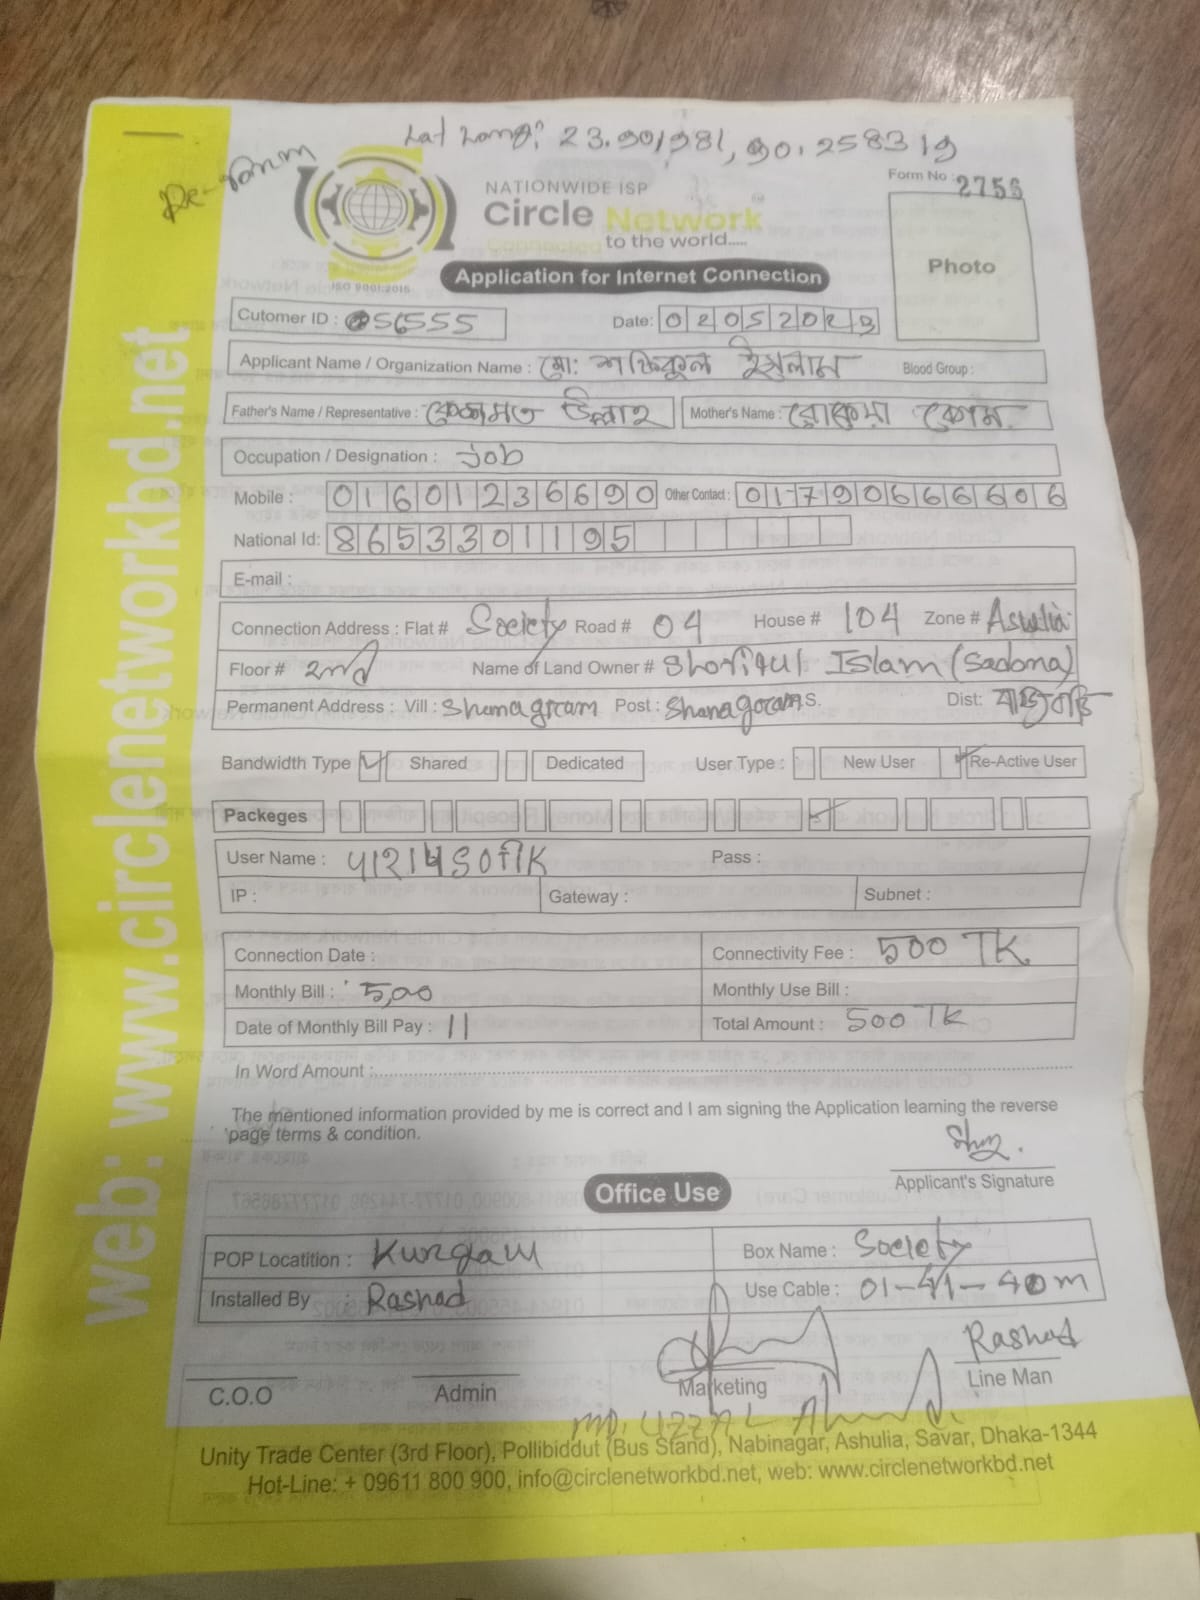 Lat Long: 23.901981, 90.258319
Re-form
Form No : 2756
NATIONWIDE ISP
Circle Network
Connected to the world.....
ISO 9001:2015
Photo
Application for Internet Connection
Cutomer ID : 056555 Date: 02052023
Applicant Name / Organization Name : মো: শফিকুল ইসলাম Blood Group :
Father's Name / Representative : কেজমত উল্লাহ Mother's Name : রোকেয়া বেগম
Occupation / Designation : Job
Mobile : 01601236690 Other Contact : 01790666606
National Id: 8653301195
E-mail :
Connection Address : Flat # Society Road # 04 House # 104 Zone # Ashulia
Floor # Name of Land Owner # Shofiqul Islam (Sadoma)
Permanent Address : Vill : Shamagram Post : P.S. Dist:
Bandwidth Type Shared Dedicated User Type : New User Re-Active User
Packeges
User Name : Pass :
IP : Gateway : Subnet :
Connection Date : Connectivity Fee : 500 TK
Monthly Bill : 500 Monthly Use Bill :
Date of Monthly Bill Pay : 11 Total Amount : 500 TK
In Word Amount :
The mentioned information provided by me is correct and I am signing the Application learning the reverse
page terms & condition.
Applicant's Signature
Office Use
POP Locatition : Kurgaw Box Name : Society
Installed By : Rashad Use Cable : 40m
Rashad
C.O.O Admin Marketing Line Man
MD. UZZAL Ahmed
Unity Trade Center (3rd Floor), Pollibiddut (Bus Stand), Nabinagar, Ashulia, Savar, Dhaka-1344
Hot-Line: + 09611 800 900, info@circlenetworkbd.net, web: www.circlenetworkbd.net
web: www.circlenetworkbd.net